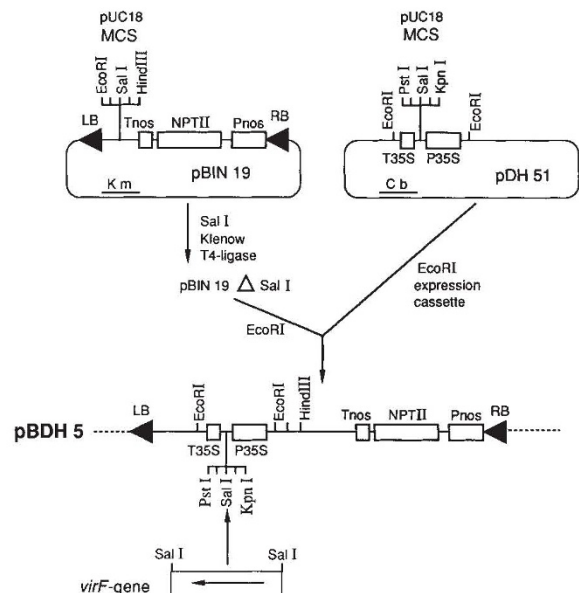 pUC18
MCS
EcoRI
Sal I
HindIII
LB
Tnos
NPTII
Pnos
RB
pBIN 19
K m
pUC18
MCS
Pst I
Sal I
Kpn I
EcoRI
EcoRI
T35S
P35S
C b
pDH 51
Sal I
Klenow
T4-ligase
pBIN 19 △ Sal I
EcoRI
EcoRI
expression
cassette
pBDH 5
LB
EcoRI
T35S
P35S
EcoRI
HindIII
Tnos
NPTII
Pnos
RB
Pst I
Sal I
Kpn I
Sal I
Sal I
virF-gene